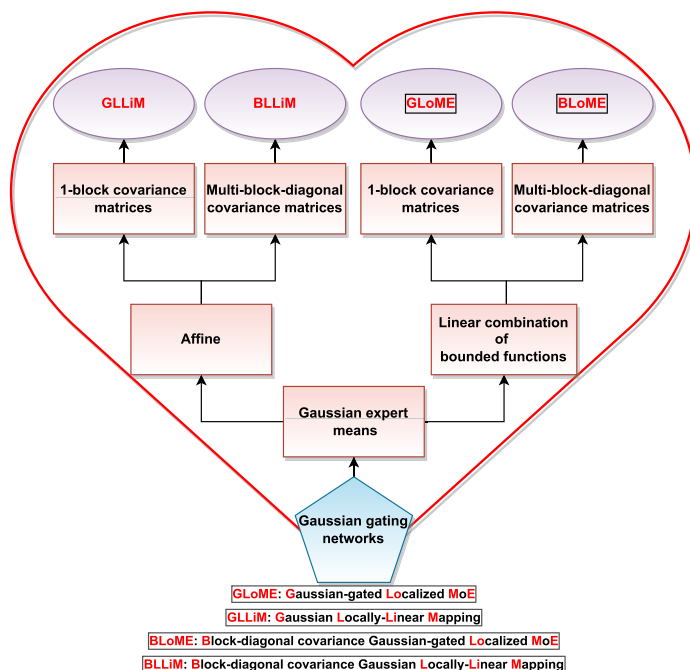 GLLiM
BLLiM
GLoME
BLoME
1-block covariance
matrices
Multi-block-diagonal
covariance matrices
1-block covariance
matrices
Multi-block-diagonal
covariance matrices
Affine
Linear combination
of
bounded functions
Gaussian expert
means
Gaussian gating
networks
GLoME: Gaussian-gated Localized MoE
GLLiM: Gaussian Locally-Linear Mapping
BLoME: Block-diagonal covariance Gaussian-gated Localized MoE
BLLiM: Block-diagonal covariance Gaussian Locally-Linear Mapping